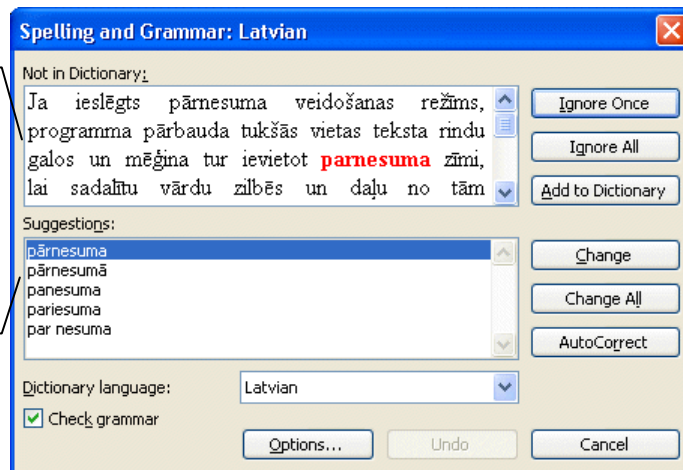 Spelling and Grammar: Latvian
Not in Dictionary:
Ja ieslēgts pārnesuma veidošanas režīms,
programma pārbauda tukšās vietas teksta rindu
galos un mēģina tur ievietot parnesuma zīmi,
lai sadalītu vārdu zilbēs un daļu no tām
Ignore Once
Ignore All
Add to Dictionary
Suggestions:
pārnesuma
pārnesumā
panesuma
pariesuma
par nesuma
Change
Change All
AutoCorrect
Dictionary language:
Latvian
Check grammar
Options...
Undo
Cancel